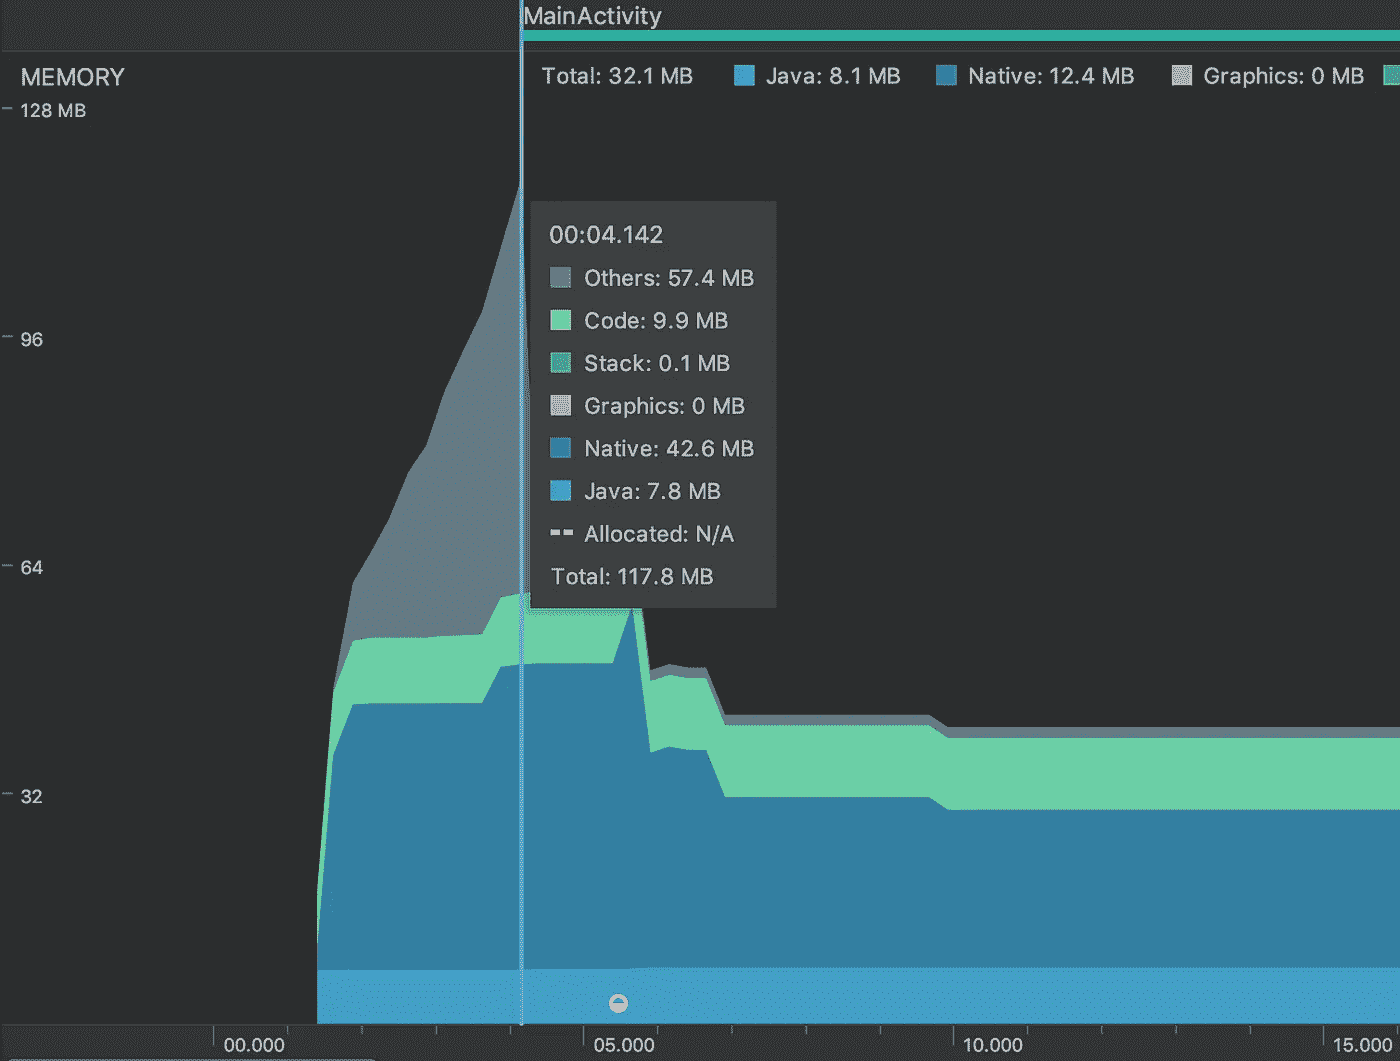 MainActivity
MEMORY
Total: 32.1 MB Java: 8.1 MB Native: 12.4 MB Graphics: 0 MB
128 MB
00:04.142
Others: 57.4 MB
Code: 9.9 MB
96
Stack: 0.1 MB
Graphics: 0 MB
Native: 42.6 MB
Java: 7.8 MB
Allocated: N/A
64
Total: 117.8 MB
32
00.000 05.000 10.000 15.000